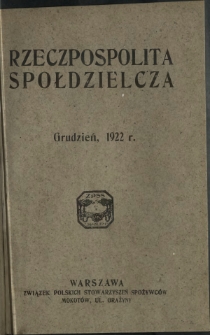 RZECZPOSPOLITA
SPOŁDZIELCZA
Grudzień, 1922 r.
WARSZAWA
ZWIĄZEK POLSKICH STOWARZYSZEŃ SPOŻYWCÓW
MOKOTÓW, UL. GRAŻYNY